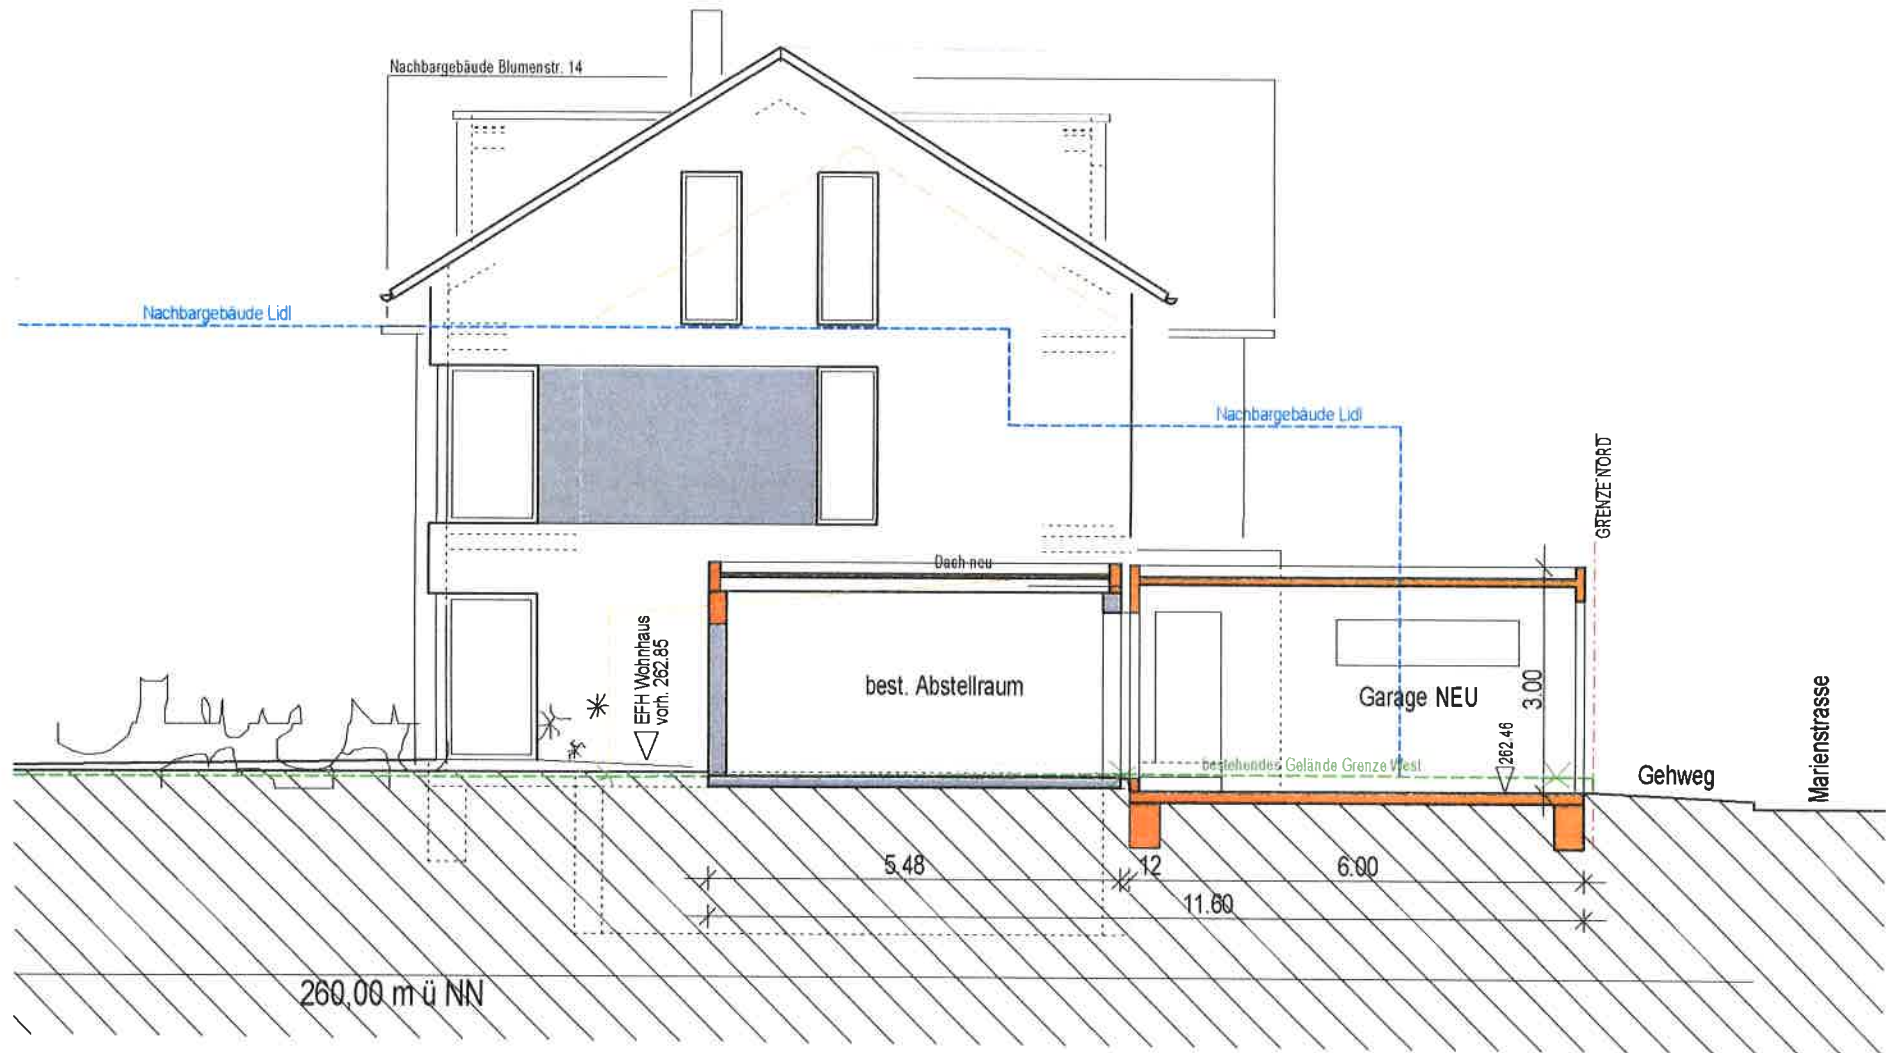 Nachbargebäude Blumenstr. 14
Nachbargebäude Lidl
Nachbargebäude Lidl
GRENZE NORD
Dach neu
EFH Wohnhaus
vorh. 262.85
best. Abstellraum
Garage NEU
3.00
262.46
bestehendes Gelände Grenze West
Gehweg
Marienstrasse
5.48
12
6.00
11.60
260,00 m ü NN